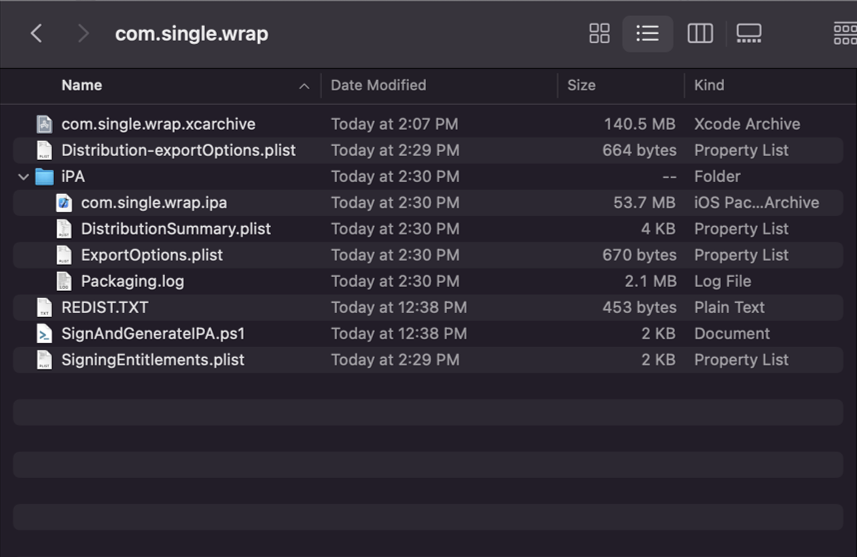 com.single.wrap
Name Date Modified Size Kind
com.single.wrap.xcarchive Today at 2:07 PM 140.5 MB Xcode Archive
Distribution-exportOptions.plist Today at 2:29 PM 664 bytes Property List
iPA Today at 2:30 PM -- Folder
com.single.wrap.ipa Today at 2:30 PM 53.7 MB iOS Pac...Archive
DistributionSummary.plist Today at 2:30 PM 4 KB Property List
ExportOptions.plist Today at 2:30 PM 670 bytes Property List
Packaging.log Today at 2:30 PM 2.1 MB Log File
REDIST.TXT Today at 12:38 PM 453 bytes Plain Text
SignAndGenerateIPA.ps1 Today at 12:38 PM 2 KB Document
SigningEntitlements.plist Today at 2:29 PM 2 KB Property List